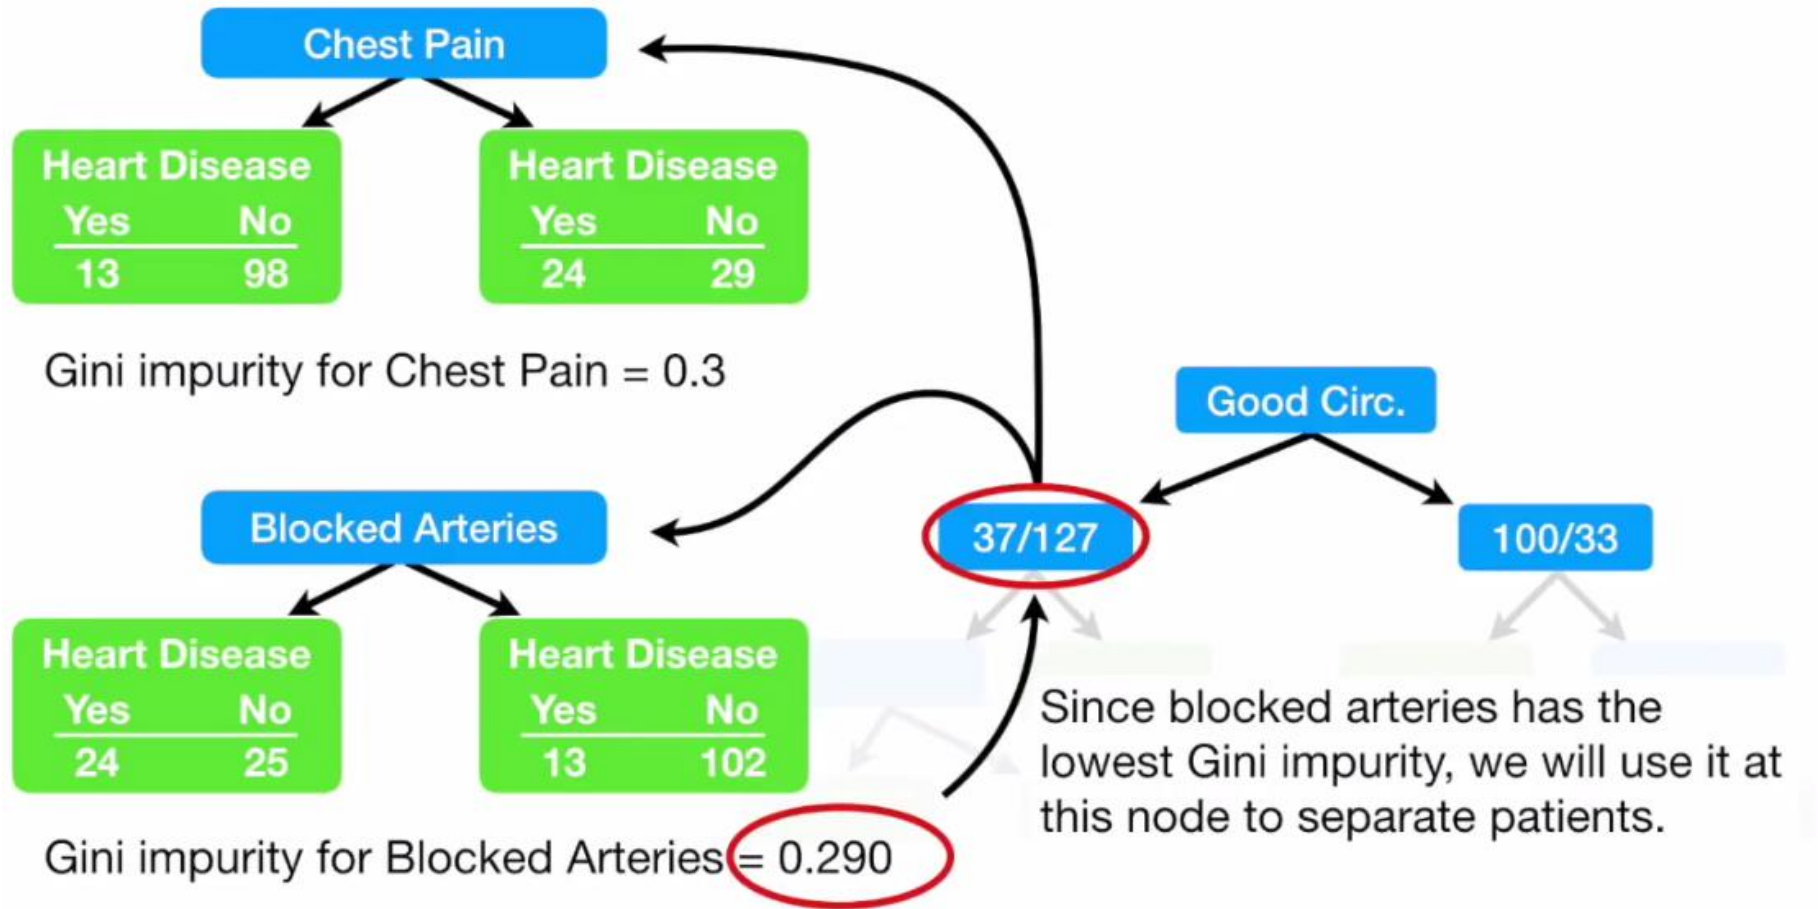 Chest Pain
Heart Disease
Yes No
13 98
Heart Disease
Yes No
24 29
Gini impurity for Chest Pain = 0.3
Good Circ.
37/127
100/33
Blocked Arteries
Heart Disease
Yes No
24 25
Heart Disease
Yes No
13 102
Gini impurity for Blocked Arteries = 0.290
Since blocked arteries has the
lowest Gini impurity, we will use it at
this node to separate patients.